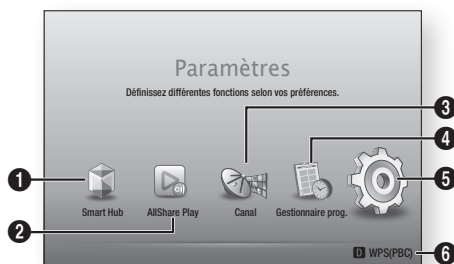 Paramètres
Définissez différentes fonctions selon vos préférences.
3
4
1
5
Smart Hub AllShare Play Canal Gestionnaire prog.
2
D WPS(PBC) 6